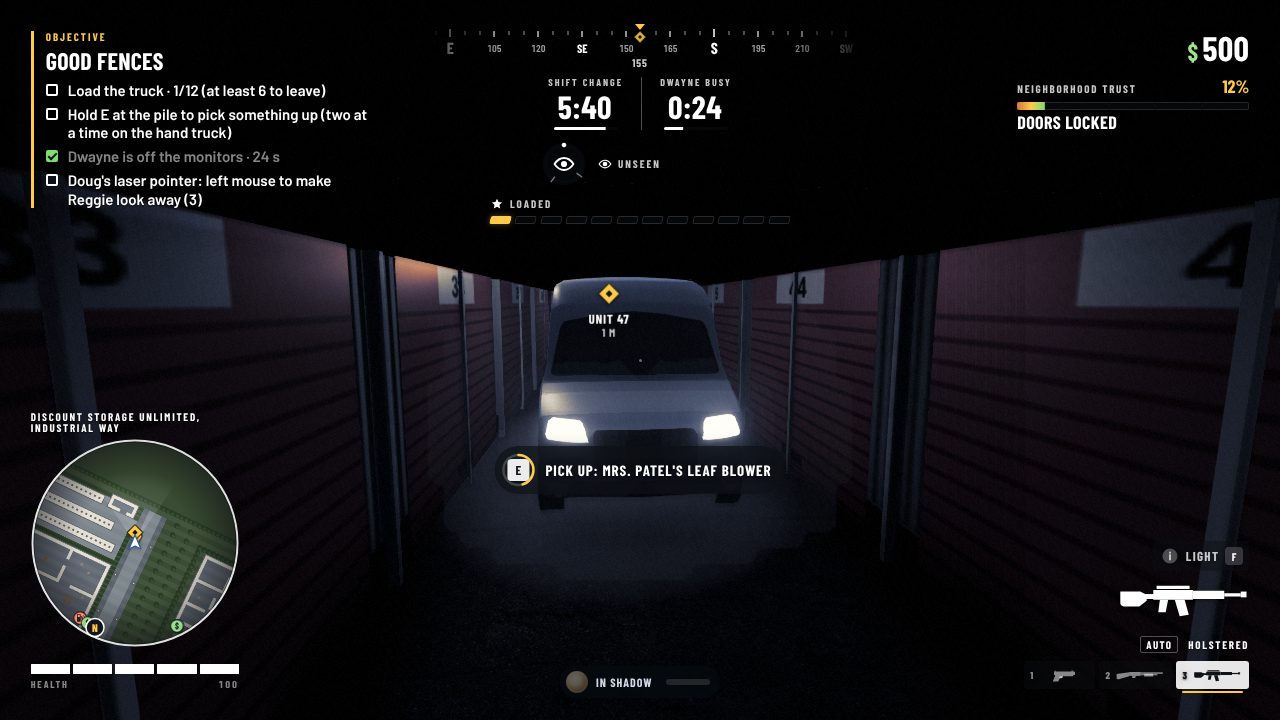 OBJECTIVE
GOOD FENCES
Load the truck · 1/12 (at least 6 to leave)
Hold E at the pile to pick something up (two at
a time on the hand truck)
Dwayne is off the monitors · 24 s
Doug's laser pointer: left mouse to make
Reggie look away (3)
E 105 120 SE 150 165 S 195 210 SW
155
SHIFT CHANGE
5:40
DWAYNE BUSY
0:24
UNSEEN
LOADED
$500
NEIGHBORHOOD TRUST 12%
DOORS LOCKED
3
4
3
44
UNIT 47
1 M
E PICK UP: MRS. PATEL'S LEAF BLOWER
DISCOUNT STORAGE UNLIMITED,
INDUSTRIAL WAY
N
$
HEALTH 100
IN SHADOW
i LIGHT F
AUTO HOLSTERED
1 2 3